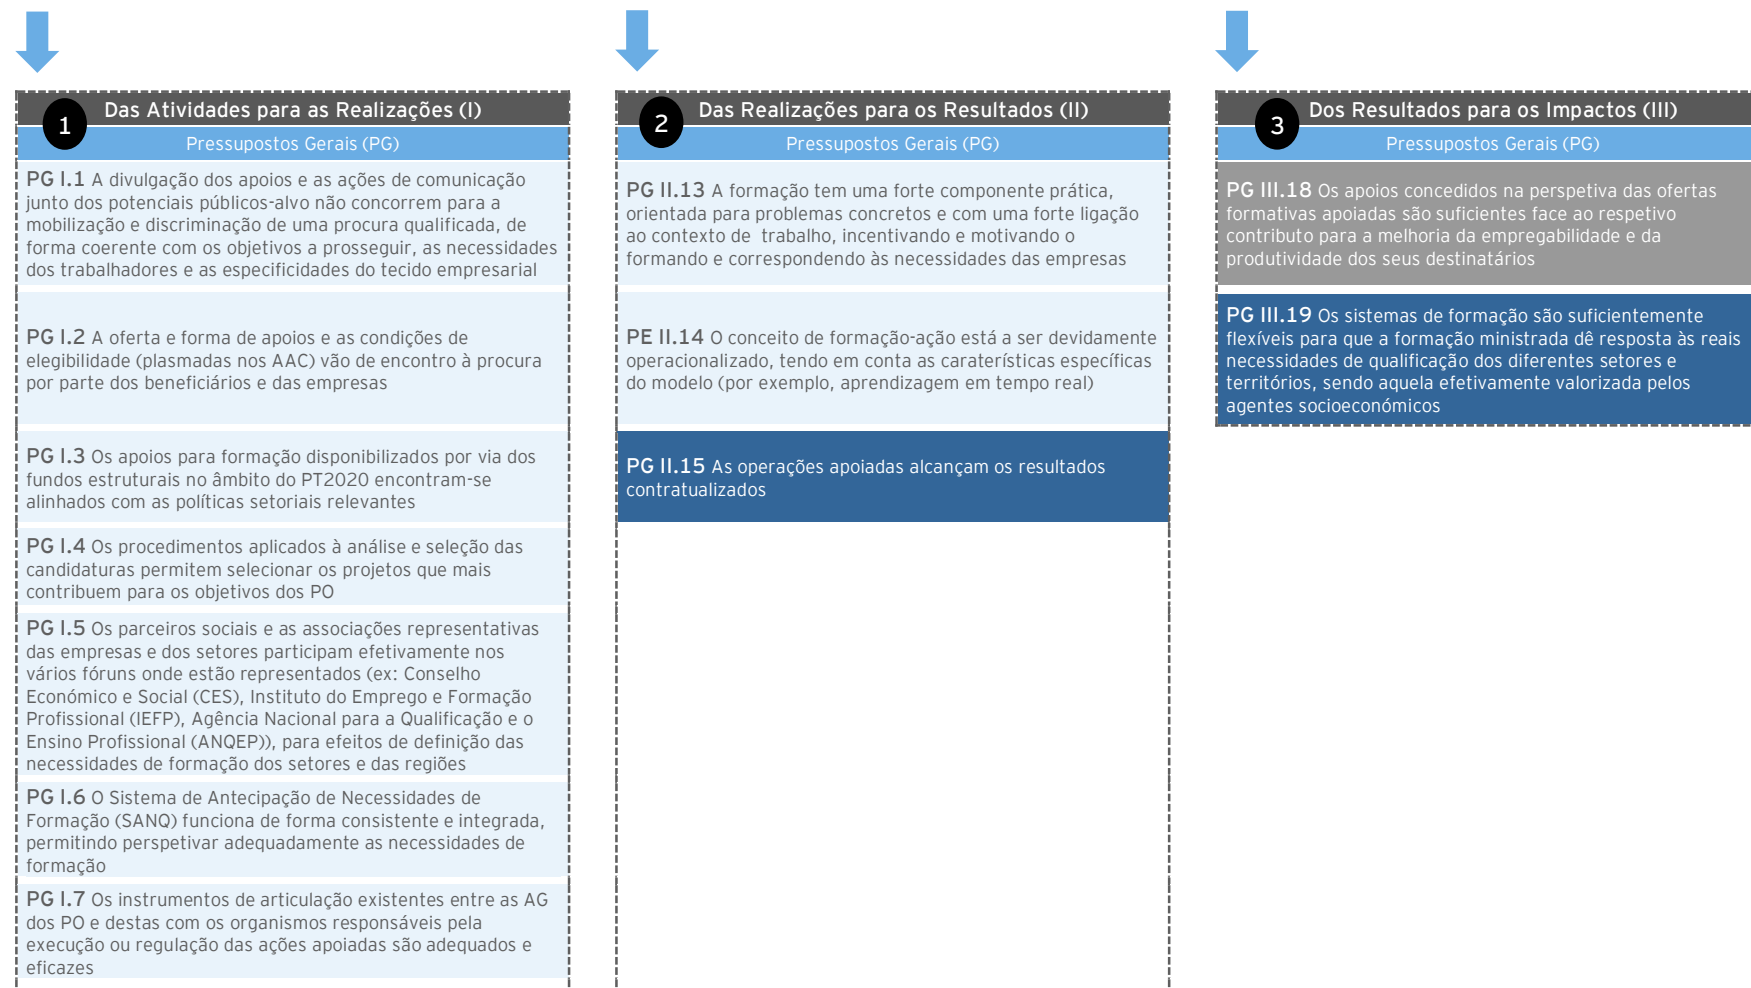 1
Das Atividades para as Realizações (I)
Pressupostos Gerais (PG)
PG I.1 A divulgação dos apoios e as ações de comunicação
junto dos potenciais públicos-alvo não concorrem para a
mobilização e discriminação de uma procura qualificada, de
forma coerente com os objetivos a prosseguir, as necessidades
dos trabalhadores e as especificidades do tecido empresarial
PG I.2 A oferta e forma de apoios e as condições de
elegibilidade (plasmadas nos AAC) vão de encontro à procura
por parte dos beneficiários e das empresas
PG I.3 Os apoios para formação disponibilizados por via dos
fundos estruturais no âmbito do PT2020 encontram-se
alinhados com as políticas setoriais relevantes
PG I.4 Os procedimentos aplicados à análise e seleção das
candidaturas permitem selecionar os projetos que mais
contribuem para os objetivos dos PO
PG I.5 Os parceiros sociais e as associações representativas
das empresas e dos setores participam efetivamente nos
vários fóruns onde estão representados (ex: Conselho
Económico e Social (CES), Instituto do Emprego e Formação
Profissional (IEFP), Agência Nacional para a Qualificação e o
Ensino Profissional (ANQEP)), para efeitos de definição das
necessidades de formação dos setores e das regiões
PG I.6 O Sistema de Antecipação de Necessidades de
Formação (SANQ) funciona de forma consistente e integrada,
permitindo perspetivar adequadamente as necessidades de
formação
PG I.7 Os instrumentos de articulação existentes entre as AG
dos PO e destas com os organismos responsáveis pela
execução ou regulação das ações apoiadas são adequados e
eficazes
2
Das Realizações para os Resultados (II)
Pressupostos Gerais (PG)
PG II.13 A formação tem uma forte componente prática,
orientada para problemas concretos e com uma forte ligação
ao contexto de trabalho, incentivando e motivando o
formando e correspondendo às necessidades das empresas
PE II.14 O conceito de formação-ação está a ser devidamente
operacionalizado, tendo em conta as caraterísticas específicas
do modelo (por exemplo, aprendizagem em tempo real)
PG II.15 As operações apoiadas alcançam os resultados
contratualizados
3
Dos Resultados para os Impactos (III)
Pressupostos Gerais (PG)
PG III.18 Os apoios concedidos na perspetiva das ofertas
formativas apoiadas são suficientes face ao respetivo
contributo para a melhoria da empregabilidade e da
produtividade dos seus destinatários
PG III.19 Os sistemas de formação são suficientemente
flexíveis para que a formação ministrada dê resposta às reais
necessidades de qualificação dos diferentes setores e
territórios, sendo aquela efetivamente valorizada pelos
agentes socioeconómicos